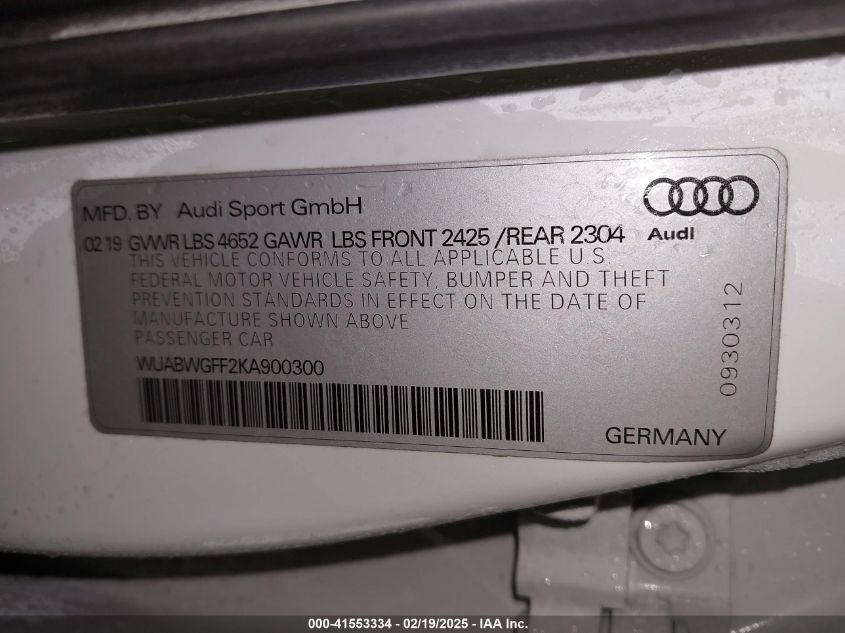 MFD. BY Audi Sport GmbH
Audi
02 19 GVWR LBS 4652 GAWR LBS FRONT 2425 /REAR 2304
THIS VEHICLE CONFORMS TO ALL APPLICABLE U.S.
FEDERAL MOTOR VEHICLE SAFETY, BUMPER AND THEFT
PREVENTION STANDARDS IN EFFECT ON THE DATE OF
MANUFACTURE SHOWN ABOVE
PASSENGER CAR
WUABWGFF2KA900300
0930312
GERMANY
000-41553334 - 02/19/2025 - IAA Inc.